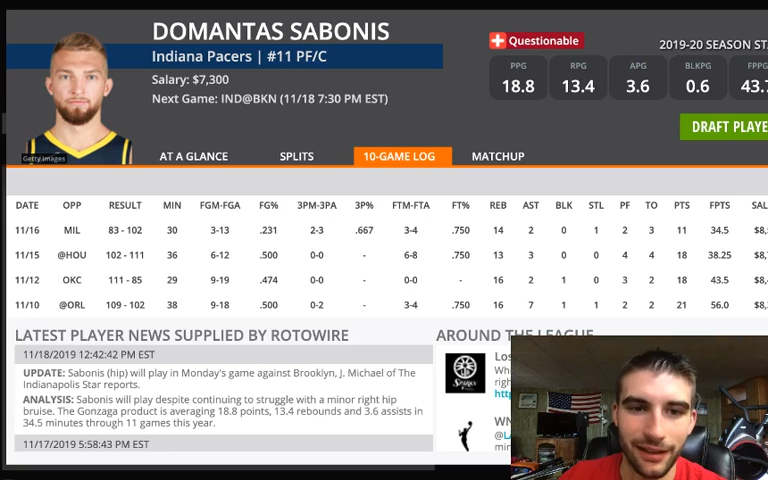 DOMANTAS SABONIS
Indiana Pacers | #11 PF/C
Salary: $7,300
Next Game: IND@BKN (11/18 7:30 PM EST)
Getty Images
Questionable
2019-20 SEASON
PPG RPG APG BLKPG FPPG
18.8 13.4 3.6 0.6 43.7
DRAFT PLAYE
AT A GLANCE SPLITS 10-GAME LOG MATCHUP
DATE OPP RESULT MIN FGM-FGA FG% 3PM-3PA 3P% FTM-FTA FT% REB AST BLK STL PF TO PTS FPTS SAL
11/16 MIL 83 - 102 30 3-13 .231 2-3 .667 3-4 .750 14 2 0 1 2 3 11 34.5
11/15 @HOU 102 - 111 36 6-12 .500 0-0 - 6-8 .750 13 3 0 0 4 4 18 38.25
11/12 OKC 111 - 85 29 9-19 .474 0-0 - 0-0 - 16 2 1 0 3 2 18 43.5
11/10 @ORL 109 - 102 38 9-18 .500 0-2 - 3-4 .750 16 7 1 1 2 2 21 56.0
LATEST PLAYER NEWS SUPPLIED BY ROTOWIRE
11/18/2019 12:42:42 PM EST
UPDATE: Sabonis (hip) will play in Monday's game against Brooklyn, J. Michael of The
Indianapolis Star reports.
ANALYSIS: Sabonis will play despite continuing to struggle with a minor right hip
bruise. The Gonzaga product is averaging 18.8 points, 13.4 rebounds and 3.6 assists in
34.5 minutes through 11 games this year.
11/17/2019 5:58:43 PM EST
AROUND THE LEAGUE
Los
Whe
righ
http
WN
@LA
min